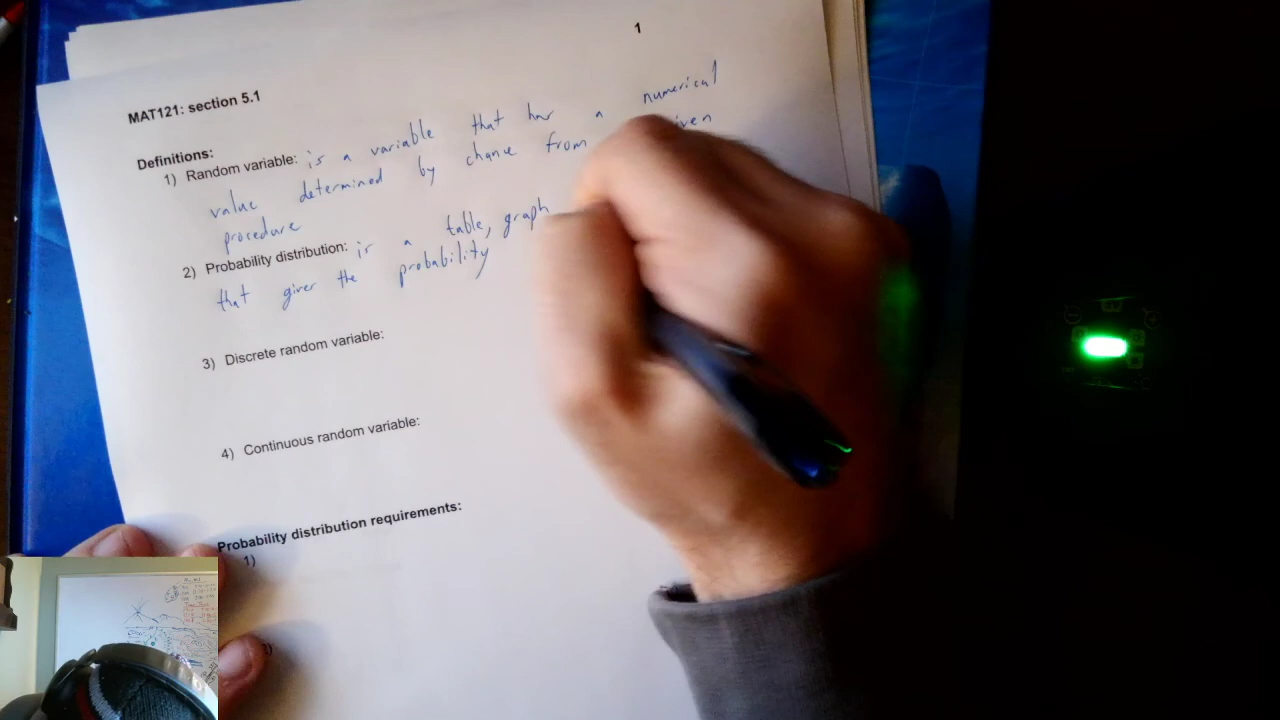 1
MAT121: section 5.1
Definitions:
1) Random variable: is a variable that has a numerical
value determined by chance from
procedure
2) Probability distribution: is a table, graph
that gives the probability
3) Discrete random variable:
4) Continuous random variable:
Probability distribution requirements:
1)